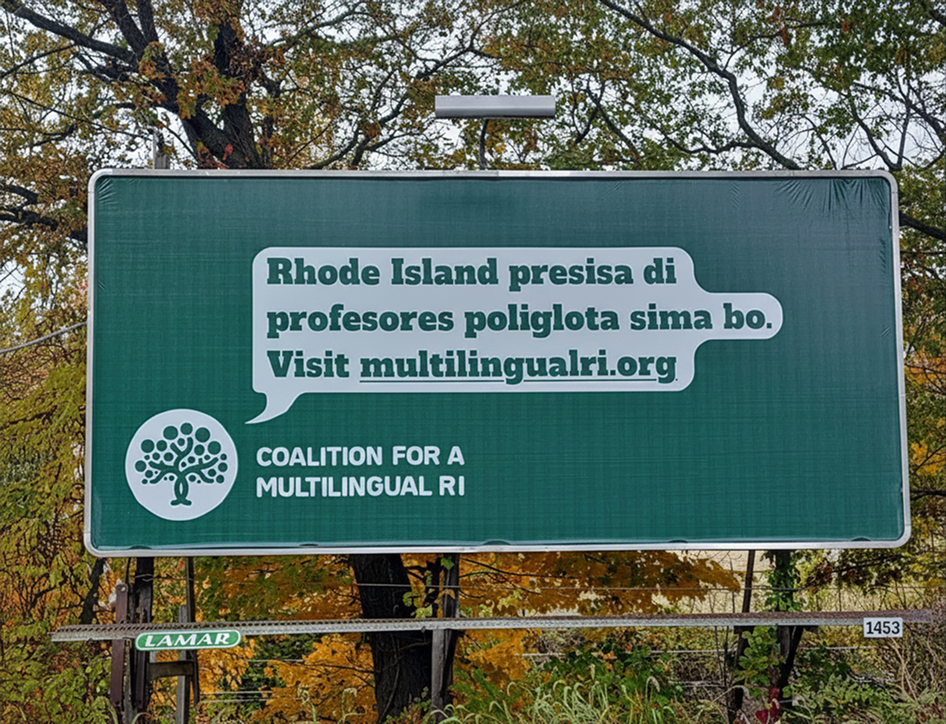 Rhode Island presisa di
profesores poliglota sima bo.
Visit multilingualri.org
COALITION FOR A
MULTILINGUAL RI
LAMAR
1453